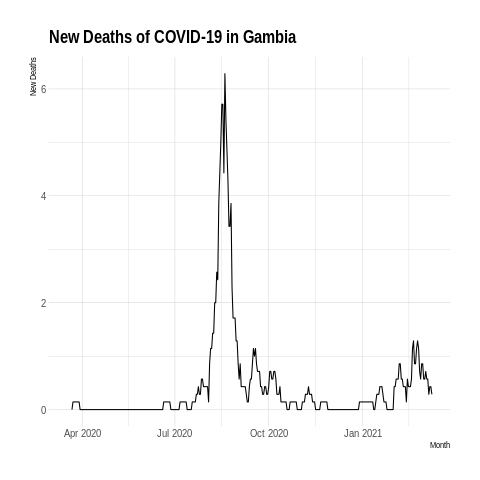 New Deaths of COVID-19 in Gambia
New Deaths
6
4
2
0
Apr 2020
Jul 2020
Oct 2020
Jan 2021
Month